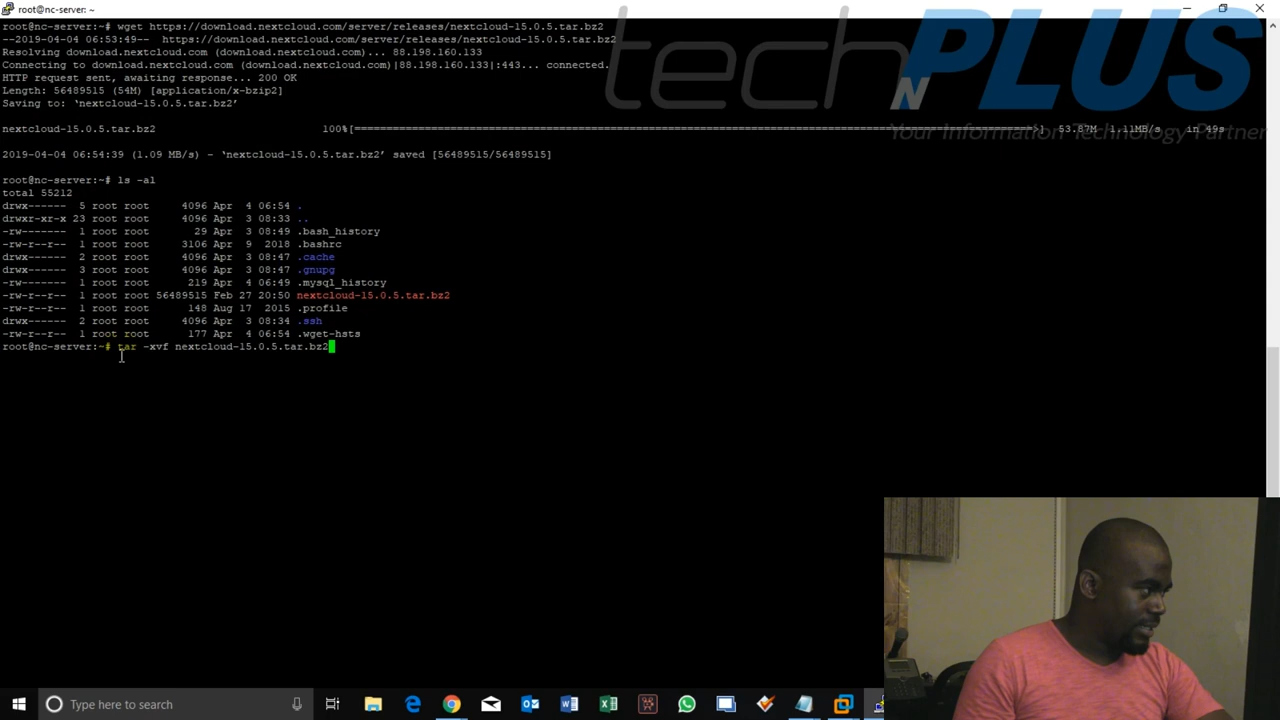 root@nc-server: ~
root@nc-server:~# wget https://download.nextcloud.com/server/releases/nextcloud-15.0.5.tar.bz2
--2019-04-04 06:53:49-- https://download.nextcloud.com/server/releases/nextcloud-15.0.5.tar.bz2
Resolving download.nextcloud.com (download.nextcloud.com)... 88.198.160.133
Connecting to download.nextcloud.com (download.nextcloud.com)|88.198.160.133|:443... connected.
HTTP request sent, awaiting response... 200 OK
Length: 56489515 (54M) [application/x-bzip2]
Saving to: ‘nextcloud-15.0.5.tar.bz2’
tech n PLUS
Your Information Technology Partner
nextcloud-15.0.5.tar.bz2 100%[=================================================>] 53.87M 1.11MB/s in 49s
2019-04-04 06:54:39 (1.09 MB/s) - ‘nextcloud-15.0.5.tar.bz2’ saved [56489515/56489515]
root@nc-server:~# ls -al
total 55212
drwx------ 5 root root 4096 Apr 4 06:54 .
drwxr-xr-x 23 root root 4096 Apr 3 08:33 ..
-rw------- 1 root root 29 Apr 3 08:49 .bash_history
-rw-r--r-- 1 root root 3106 Apr 9 2018 .bashrc
drwx------ 2 root root 4096 Apr 3 08:47 .cache
drwx------ 3 root root 4096 Apr 3 08:47 .gnupg
-rw------- 1 root root 219 Apr 4 06:49 .mysql_history
-rw-r--r-- 1 root root 56489515 Feb 27 20:50 nextcloud-15.0.5.tar.bz2
-rw-r--r-- 1 root root 148 Aug 17 2015 .profile
drwx------ 2 root root 4096 Apr 3 08:34 .ssh
-rw-r--r-- 1 root root 177 Apr 4 06:54 .wget-hsts
root@nc-server:~# tar -xvf nextcloud-15.0.5.tar.bz2
Type here to search